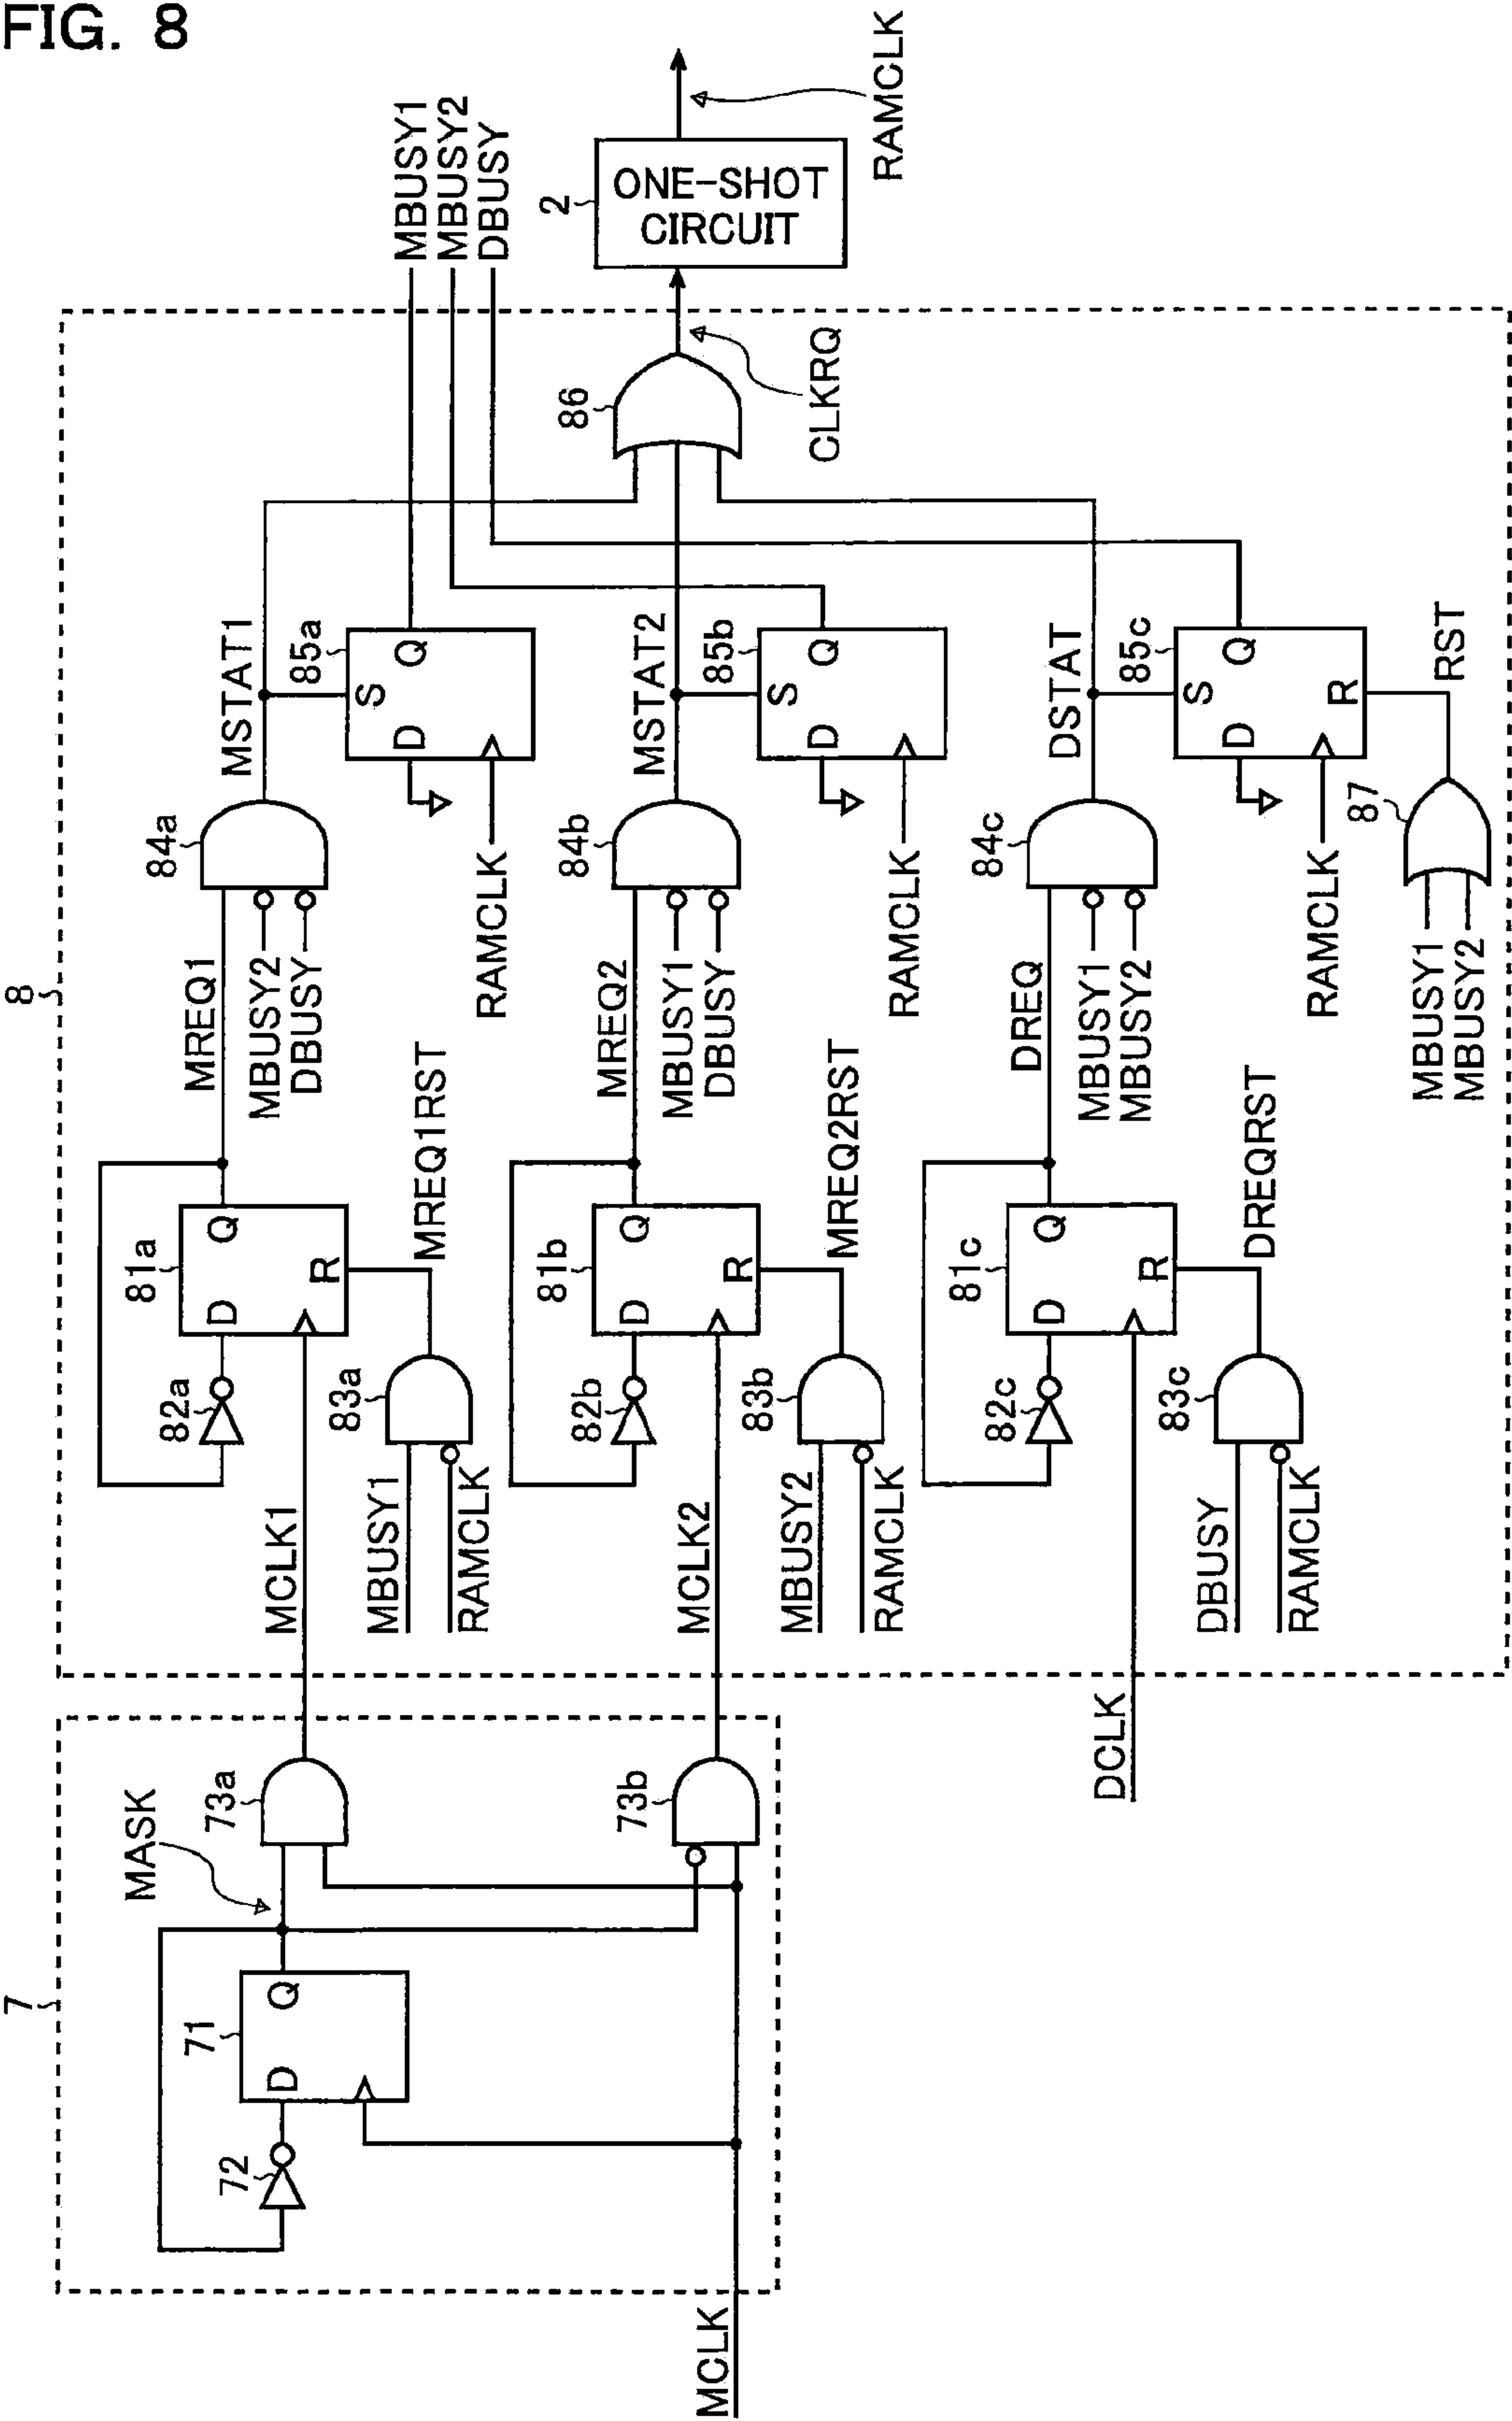 FIG. 8
7
MCLK
72
D
71
Q
MASK
73a
73b
8
MCLK1
82a
D
81a
Q
R
MBUSY1
RAMCLK
83a
MREQ1RST
MREQ1
MBUSY2
DBUSY
84a
MSTAT1
S
D
85a
Q
RAMCLK
MBUSY1
MBUSY2
DBUSY
MCLK2
82b
D
81b
Q
R
MBUSY2
RAMCLK
83b
MREQ2RST
MREQ2
MBUSY1
DBUSY
84b
MSTAT2
S
D
85b
Q
RAMCLK
86
CLKRQ
2
ONE-SHOT
CIRCUIT
RAMCLK
DCLK
82c
D
81c
Q
R
DBUSY
RAMCLK
83c
DREQRST
DREQ
MBUSY1
MBUSY2
84c
DSTAT
S
D
85c
Q
R
RAMCLK
MBUSY1
MBUSY2
87
RST